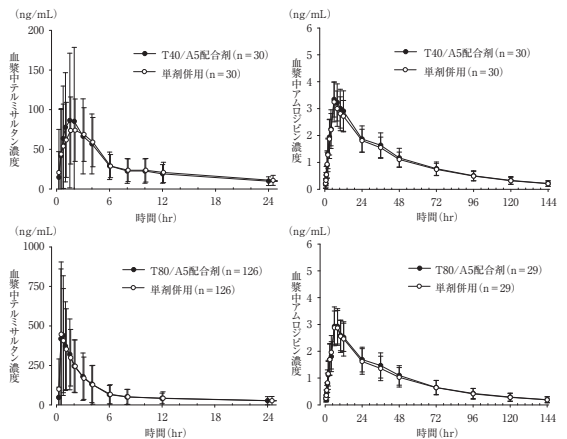 (ng/mL)
200
150
100
50
0
血漿中テルミサルタン濃度
T40/A5配合剤(n=30)
単剤併用(n=30)
0 6 12 18 24
時間(hr)
(ng/mL)
6
5
4
3
2
1
0
血漿中アムロジピン濃度
T40/A5配合剤(n=30)
単剤併用(n=30)
0 24 48 72 96 120 144
時間(hr)
(ng/mL)
1000
750
500
250
0
血漿中テルミサルタン濃度
T80/A5配合剤(n=126)
単剤併用(n=126)
0 6 12 18 24
時間(hr)
(ng/mL)
6
5
4
3
2
1
0
血漿中アムロジピン濃度
T80/A5配合剤(n=29)
単剤併用(n=29)
0 24 48 72 96 120 144
時間(hr)